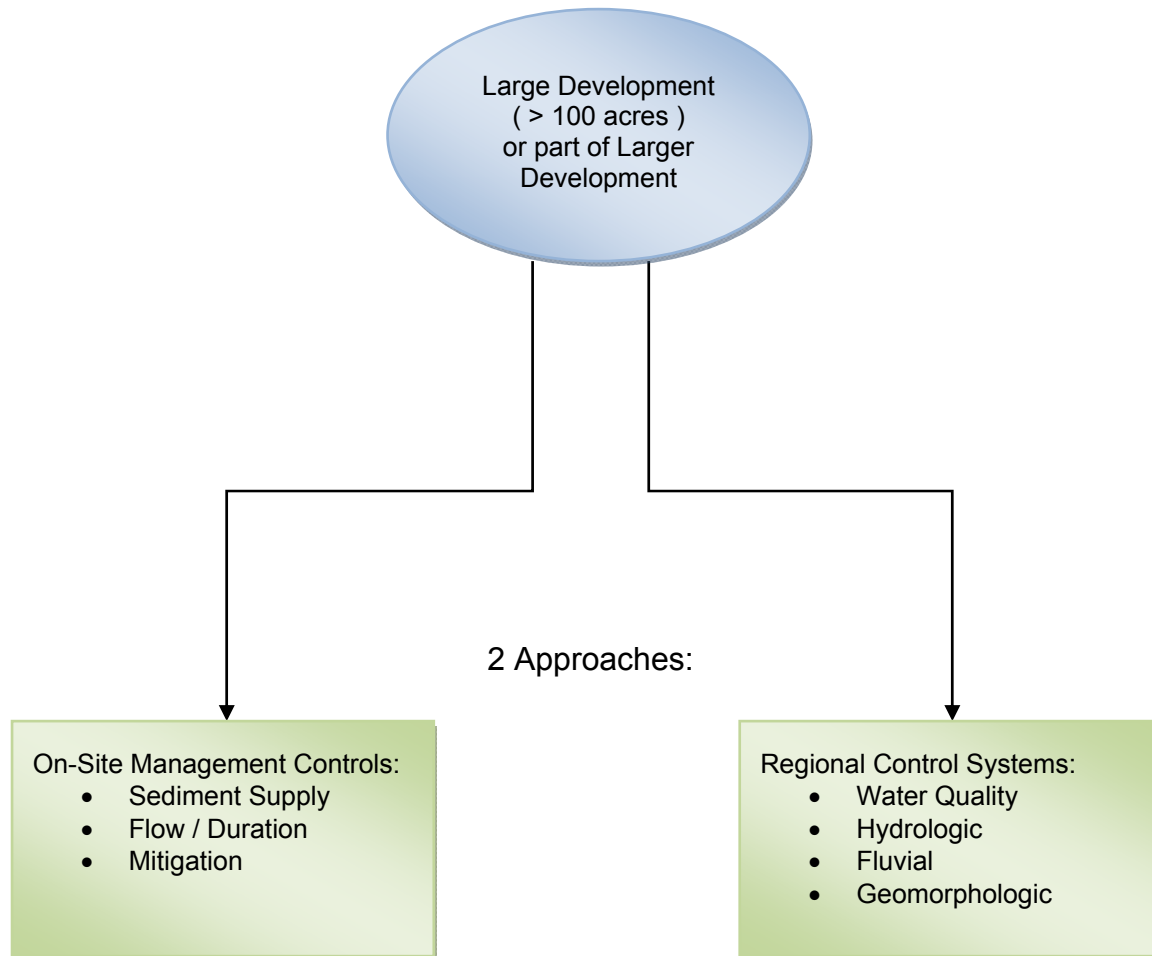 Large Development
( > 100 acres )
or part of Larger
Development
2 Approaches:
On-Site Management Controls:
• Sediment Supply
• Flow / Duration
• Mitigation
Regional Control Systems:
• Water Quality
• Hydrologic
• Fluvial
• Geomorphologic